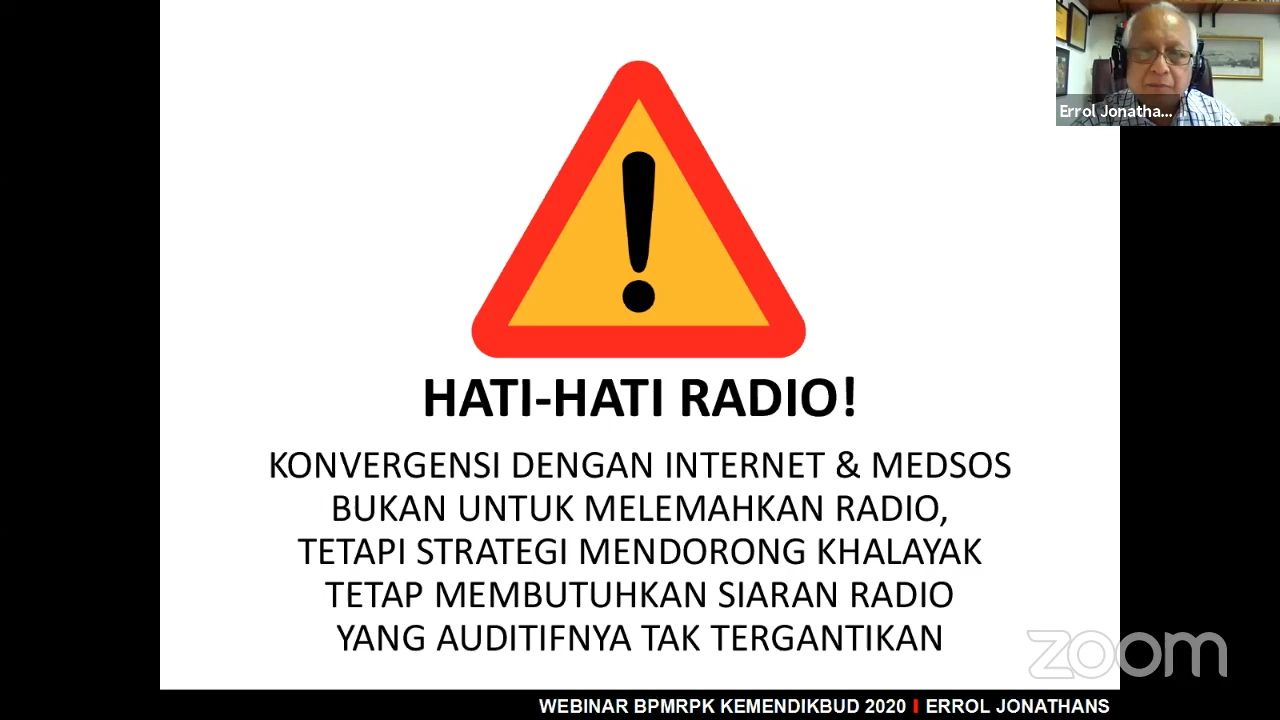 Errol Jonatha...
HATI-HATI RADIO!
KONVERGENSI DENGAN INTERNET & MEDSOS
BUKAN UNTUK MELEMAHKAN RADIO,
TETAPI STRATEGI MENDORONG KHALAYAK
TETAP MEMBUTUHKAN SIARAN RADIO
YANG AUDITIFNYA TAK TERGANTIKAN
zoom
WEBINAR BPMRPK KEMENDIKBUD 2020 I ERROL JONATHANS